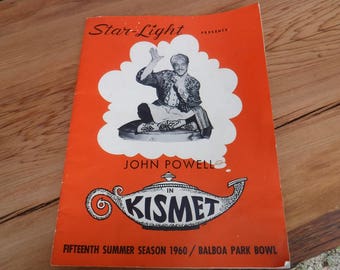 Star-Light PRESENTS
JOHN POWELL
IN
KISMET
FIFTEENTH SUMMER SEASON 1960 / BALBOA PARK BOWL